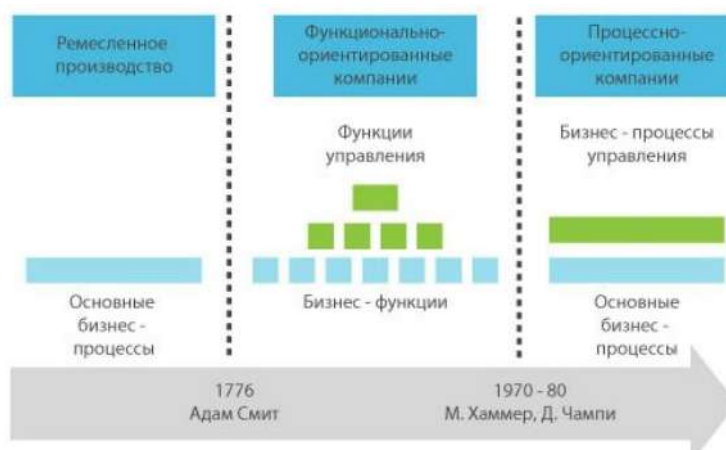 Ремесленное
производство
Функционально-
ориентированные
компании
Процессно-
ориентированные
компании
Функции
управления
Бизнес - процессы
управления
Основные
бизнес -
процессы
Бизнес - функции
Основные
бизнес -
процессы
1776
Адам Смит
1970 - 80
М. Хаммер, Д. Чампи